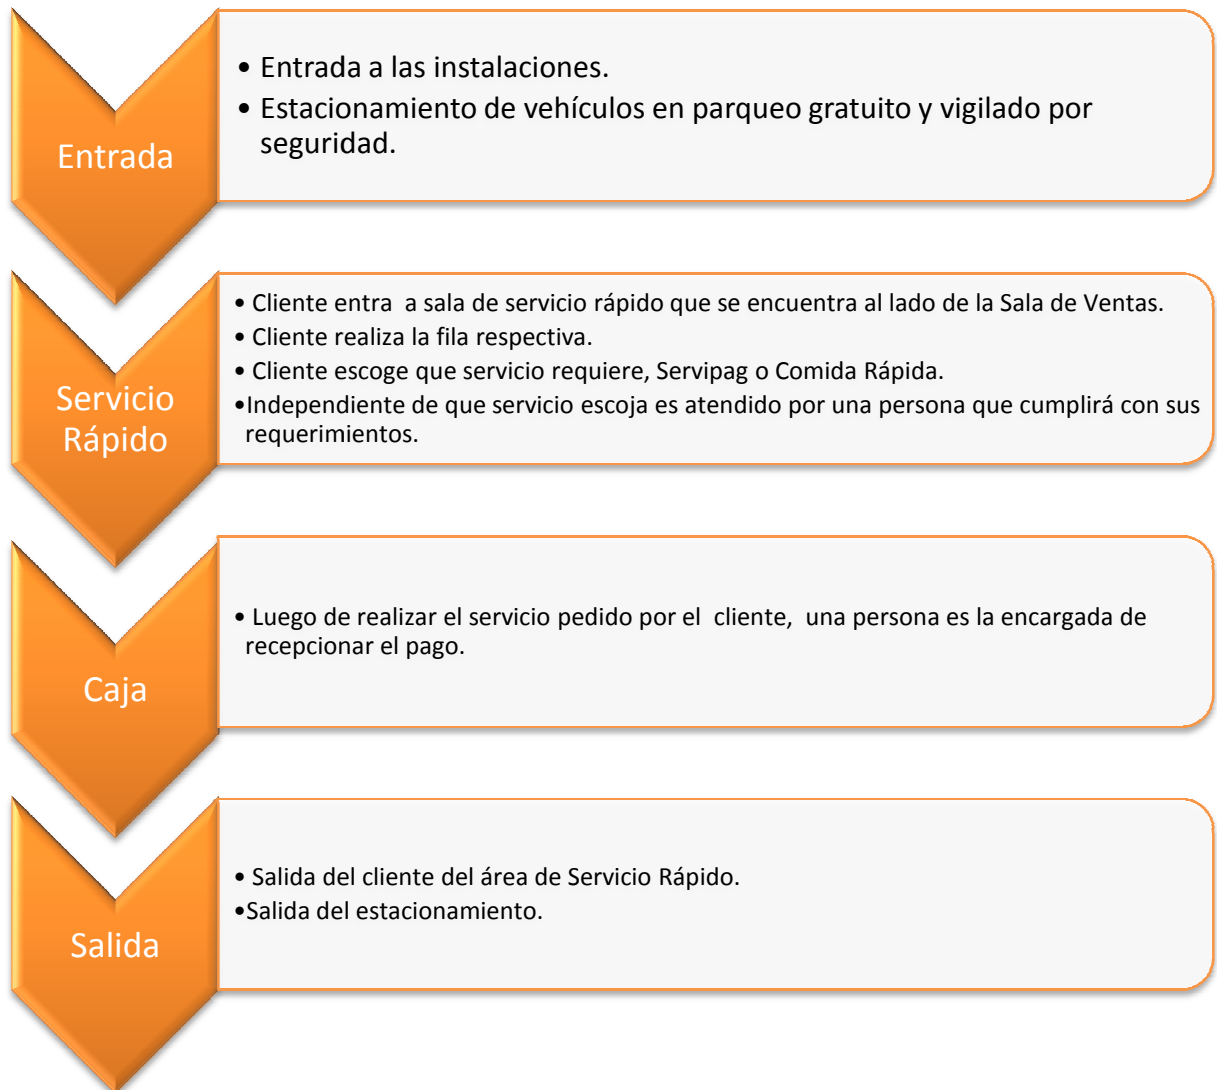 Entrada
• Entrada a las instalaciones.
• Estacionamiento de vehículos en parqueo gratuito y vigilado por
seguridad.
Servicio
Rápido
• Cliente entra  a sala de servicio rápido que se encuentra al lado de la Sala de Ventas.
• Cliente realiza la fila respectiva.
• Cliente escoge que servicio requiere, Servipag o Comida Rápida.
•Independiente de que servicio escoja es atendido por una persona que cumplirá con sus
requerimientos.
Caja
• Luego de realizar el servicio pedido por el  cliente,  una persona es la encargada de
recepcionar el pago.
Salida
• Salida del cliente del área de Servicio Rápido.
•Salida del estacionamiento.